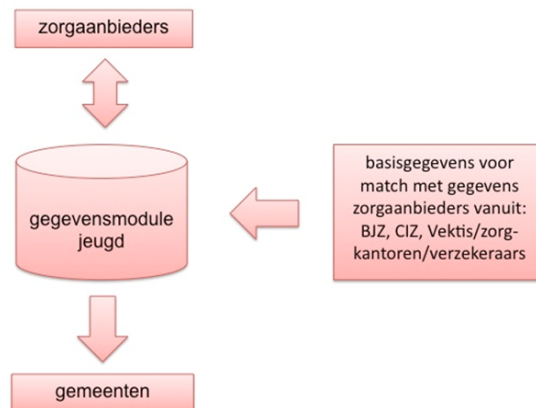 zorgaanbieders
gegevensmodule
jeugd
basisgegevens voor
match met gegevens
zorgaanbieders vanuit:
BJZ, CIZ, Vektis/zorg-
kantoren/verzekeraars
gemeenten